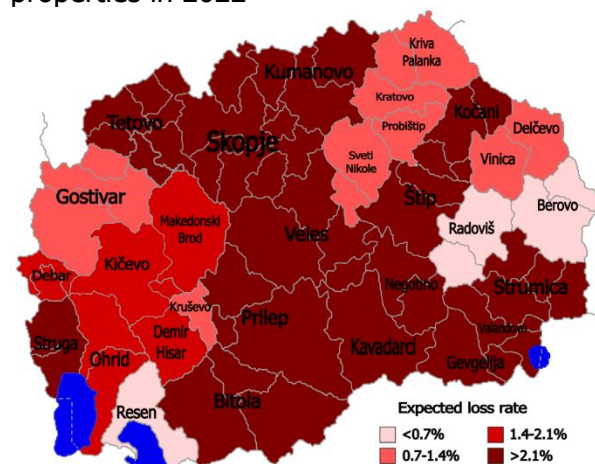 properties in 2022
Kriva
Palanka
Kumanovo
Kratovo
Kočani
Tetovo
Skopje
Probištip
Delčevo
Sveti
Nikole
Vinica
Gostivar
Štip
Berovo
Makedonski
Brod
Radoviš
Veles
Kičevo
Debar
Negotino
Strumica
Kruševo
Prilep
Struga
Demir
Hisar
Valandovo
Ohrid
Kavadarci
Gevgelija
Resen
Bitola
Expected loss rate
<0.7%
1.4-2.1%
0.7-1.4%
>2.1%